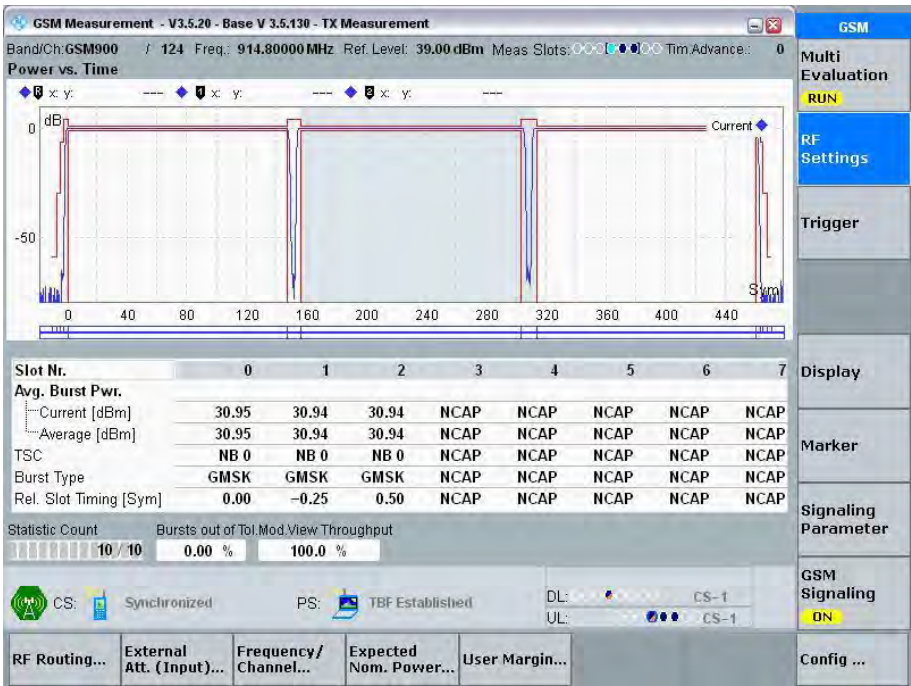 GSM Measurement - V3.5.20 - Base V 3.5.130 - TX Measurement
GSM
Band/Ch:GSM900 / 124 Freq.: 914.80000 MHz Ref. Level: 39.00 dBm Meas Slots: Tim Advance.: 0
Multi Evaluation
RUN
Power vs. Time
R x: y: --- 1 x: y: --- 2 x: y: ---
dB
Current
0
-50
Sym
0 40 80 120 160 200 240 280 320 360 400 440
RF Settings
Trigger
Slot Nr. 0 1 2 3 4 5 6 7
Avg. Burst Pwr.
Current [dBm] 30.95 30.94 30.94 NCAP NCAP NCAP NCAP NCAP
Average [dBm] 30.95 30.94 30.94 NCAP NCAP NCAP NCAP NCAP
TSC NB 0 NB 0 NB 0 NCAP NCAP NCAP NCAP NCAP
Burst Type GMSK GMSK GMSK NCAP NCAP NCAP NCAP NCAP
Rel. Slot Timing [Sym] 0.00 −0.25 0.50 NCAP NCAP NCAP NCAP NCAP
Display
Marker
Signaling Parameter
Statistic Count Bursts out of Tol. Mod.View Throughput
10 / 10 0.00 % 100.0 %
CS: Synchronized PS: TBF Established
DL: CS-1
UL: CS-1
GSM Signaling
ON
RF Routing...
External Att. (Input)...
Frequency/ Channel...
Expected Nom. Power...
User Margin...
Config ...